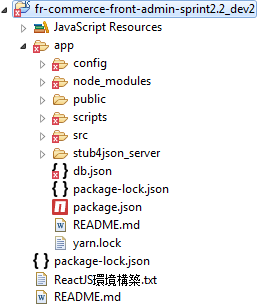 fr-commerce-front-admin-sprint2.2_dev2
JavaScript Resources
app
config
node_modules
public
scripts
src
stub4json_server
db.json
package-lock.json
package.json
README.md
yarn.lock
package-lock.json
ReactJS環境構築.txt
README.md